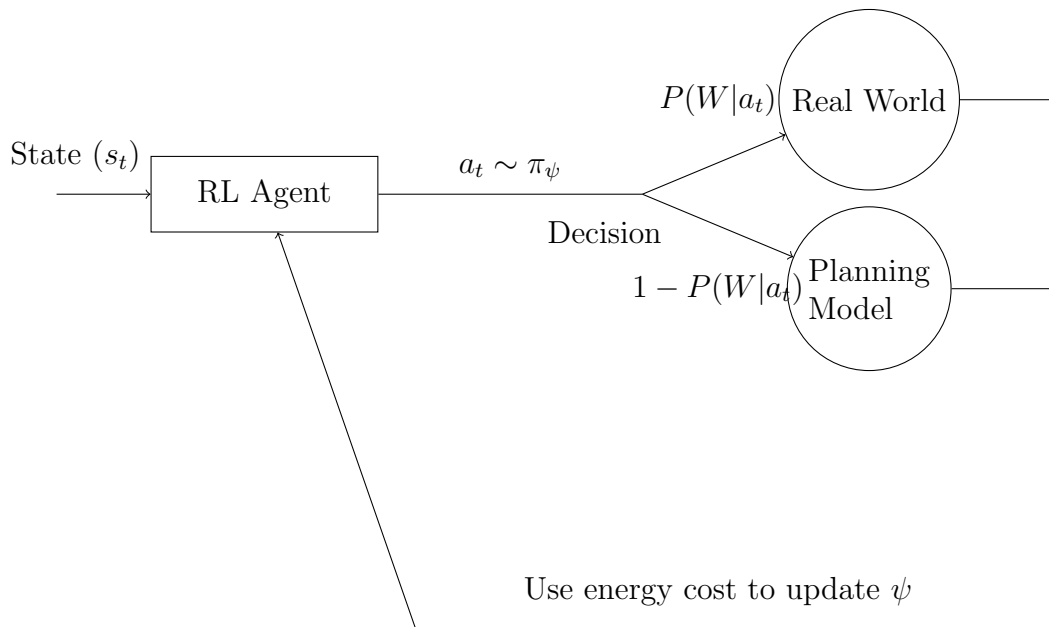 P(W|a_t)
Real World
State (s_t)
RL Agent
a_t ∼ π_ψ
Decision
1 − P(W|a_t)
Planning
Model
Use energy cost to update ψ